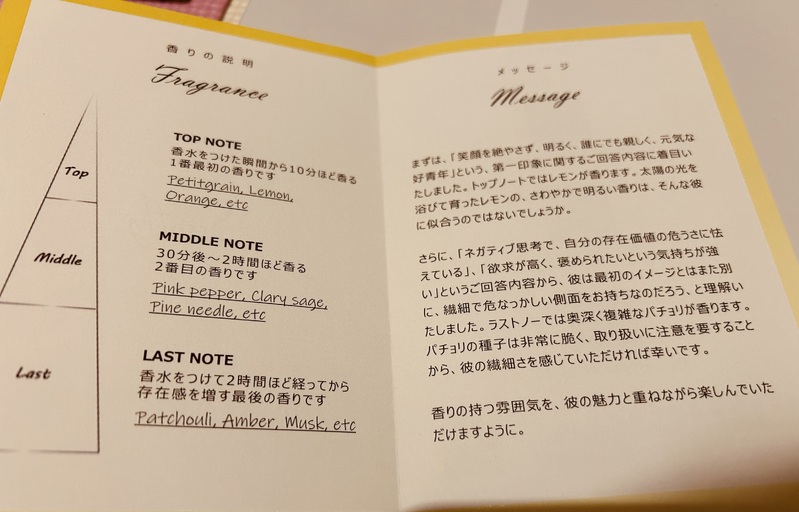 香りの説明
Fragrance
Top
Middle
Last
TOP NOTE
香水をつけた瞬間から10分ほど香る
1番最初の香りです
Petitgrain, Lemon,
Orange, etc
MIDDLE NOTE
30分後～2時間ほど香る
2番目の香りです
Pink pepper, Clary sage,
Pine needle, etc
LAST NOTE
香水をつけて2時間ほど経ってから
存在感を増す最後の香りです
Patchouli, Amber, Musk, etc
メッセージ
Message
まずは、「笑顔を絶やさず、明るく、誰にでも親しく、元気な
好青年」という、第一印象に関するご回答内容に着目い
たしました。トップノートではレモンが香ります。太陽の光を
浴びて育ったレモンの、さわやかで明るい香りは、そんな彼
に似合うのではないでしょうか。
さらに、「ネガティブ思考で、自分の存在価値の危うさに怯
えている」、「欲求が高く、褒められたいという気持ちが強
い」というご回答内容から、彼は最初のイメージとはまた別
に、繊細で危なっかしい側面をお持ちなのだろう、と理解い
たしました。ラストノートでは奥深く複雑なパチョリが香ります。
パチョリの種子は非常に脆く、取り扱いに注意を要すること
から、彼の繊細さを感じていただければ幸いです。
香りの持つ雰囲気を、彼の魅力と重ねながら楽しんでいた
だけますように。